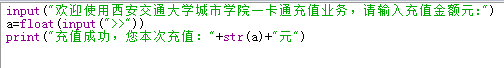 input("欢迎使用西安交通大学城市学院一卡通充值业务，请输入充值金额元:")
a=float(input(">>"))
print("充值成功，您本次充值："+str(a)+"元")